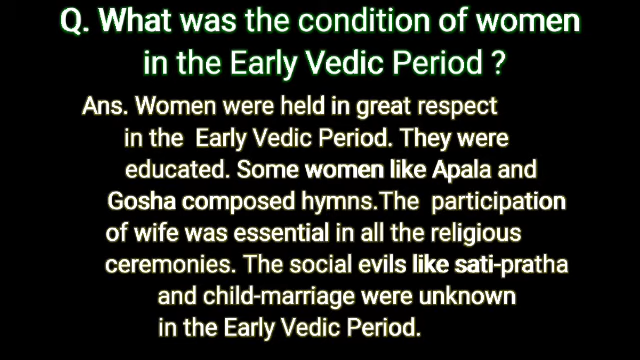 Q. What was the condition of women
in the Early Vedic Period ?
Ans. Women were held in great respect
in the Early Vedic Period. They were
educated. Some women like Apala and
Gosha composed hymns.The participation
of wife was essential in all the religious
ceremonies. The social evils like sati-pratha
and child-marriage were unknown
in the Early Vedic Period.